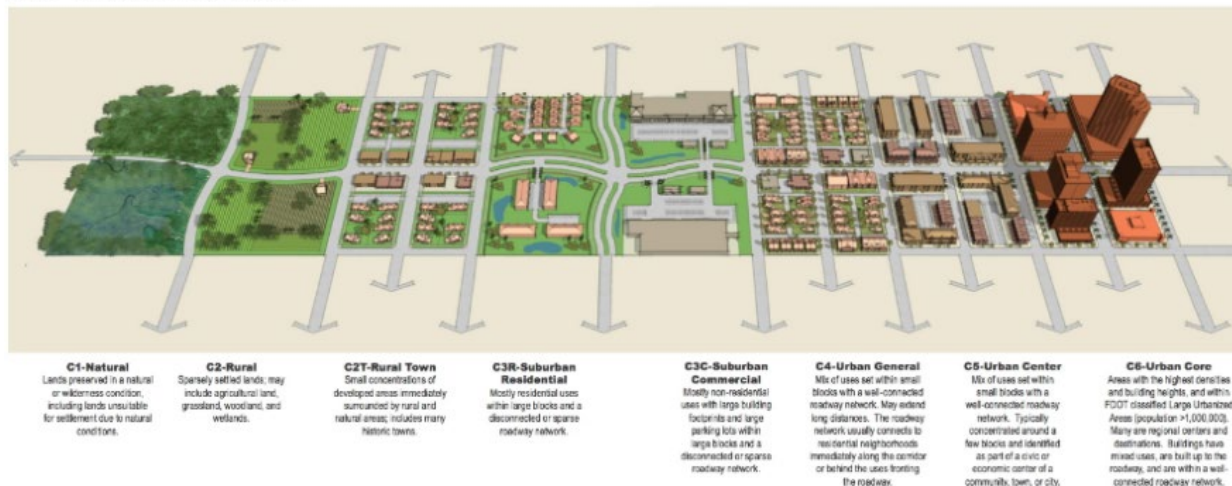 C1-Natural
Lands preserved in a natural
or wilderness condition,
including lands unsuitable
for settlement due to natural
conditions.
C2-Rural
Sparsely settled lands; may
include agricultural land,
grassland, woodland, and
wetlands.
C2T-Rural Town
Small concentrations of
developed areas immediately
surrounded by rural and
natural areas; includes many
historic towns.
C3R-Suburban
Residential
Mostly residential uses
within large blocks and a
disconnected or sparse
roadway network.
C3C-Suburban
Commercial
Mostly non-residential
uses with large building
footprints and large
parking lots within
large blocks and a
disconnected or sparse
roadway network.
C4-Urban General
Mix of uses set within small
blocks with a well-connected
roadway network. May extend
long distances. The roadway
network usually connects to
residential neighborhoods
immediately along the corridor
or behind the uses fronting
the roadway.
C5-Urban Center
Mix of uses set within
small blocks with a
well-connected roadway
network. Typically
concentrated around a
few blocks and identified
as part of a civic or
economic center of a
community, town, or city.
C6-Urban Core
Areas with the highest densities
and building heights, and within
FDOT classified Large Urbanized
Areas (population >1,000,000).
Many are regional centers and
destinations. Buildings have
mixed uses, are built up to the
roadway, and are within a well-
connected roadway network.